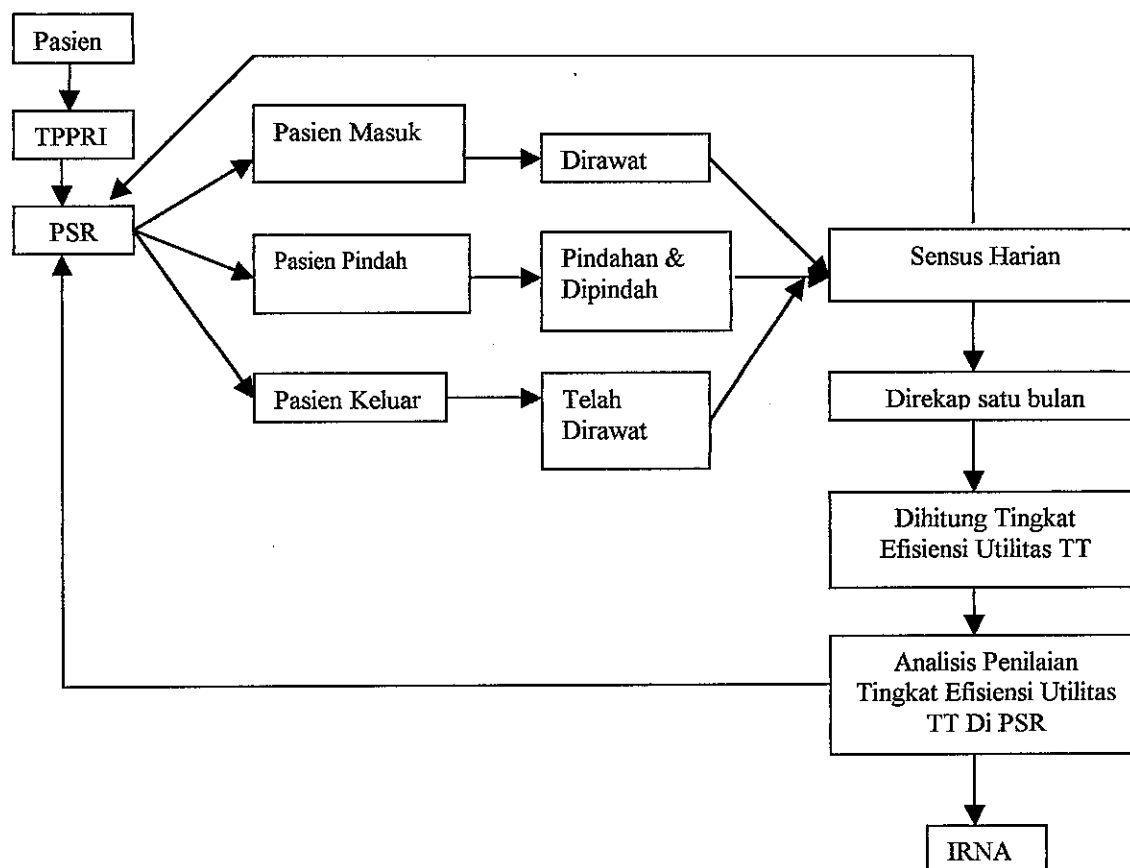 Pasien
TPPRI
PSR
Pasien Masuk
Dirawat
Pasien Pindah
Pindahan &
Dipindah
Pasien Keluar
Telah
Dirawat
Sensus Harian
Direkap satu bulan
Dihitung Tingkat
Efisiensi Utilitas TT
Analisis Penilaian
Tingkat Efisiensi Utilitas
TT Di PSR
IRNA